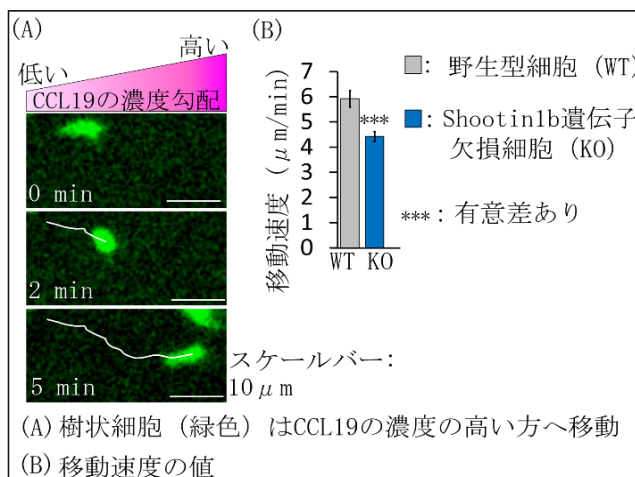 (A)
高い
低い
CCL19の濃度勾配
0 min
2 min
5 min
スケールバー:
10μm
(B)
移動速度 (μm/min)
7
6
5
4
3
2
1
0
***
WT KO
: 野生型細胞 (WT)
: Shootin1b遺伝子
欠損細胞 (KO)
*** : 有意差あり
(A) 樹状細胞 (緑色) はCCL19の濃度の高い方へ移動
(B) 移動速度の値